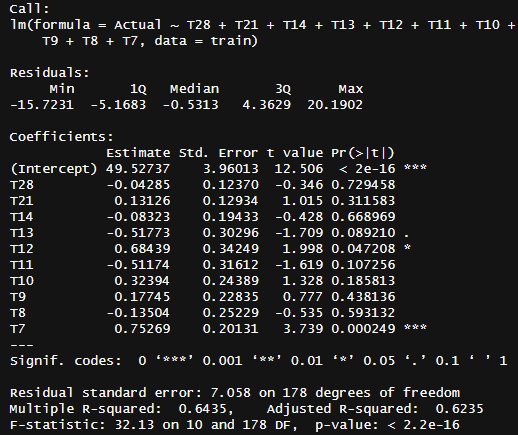 Call:
lm(formula = Actual ~ T28 + T21 + T14 + T13 + T12 + T11 + T10 +
    T9 + T8 + T7, data = train)

Residuals:
     Min       1Q   Median       3Q      Max
-15.7231  -5.1683  -0.5313   4.3629  20.1902

Coefficients:
            Estimate Std. Error t value Pr(>|t|)
(Intercept) 49.52737    3.96013  12.506  < 2e-16 ***
T28         -0.04285    0.12370  -0.346 0.729458
T21          0.13126    0.12934   1.015 0.311583
T14         -0.08323    0.19433  -0.428 0.668969
T13         -0.51773    0.30296  -1.709 0.089210 .
T12          0.68439    0.34249   1.998 0.047208 *
T11         -0.51174    0.31612  -1.619 0.107256
T10          0.32394    0.24389   1.328 0.185813
T9           0.17745    0.22835   0.777 0.438136
T8          -0.13504    0.25229  -0.535 0.593132
T7           0.75269    0.20131   3.739 0.000249 ***
---
Signif. codes:  0 ‘***’ 0.001 ‘**’ 0.01 ‘*’ 0.05 ‘.’ 0.1 ‘ ’ 1

Residual standard error: 7.058 on 178 degrees of freedom
Multiple R-squared:  0.6435,    Adjusted R-squared:  0.6235
F-statistic: 32.13 on 10 and 178 DF,  p-value: < 2.2e-16